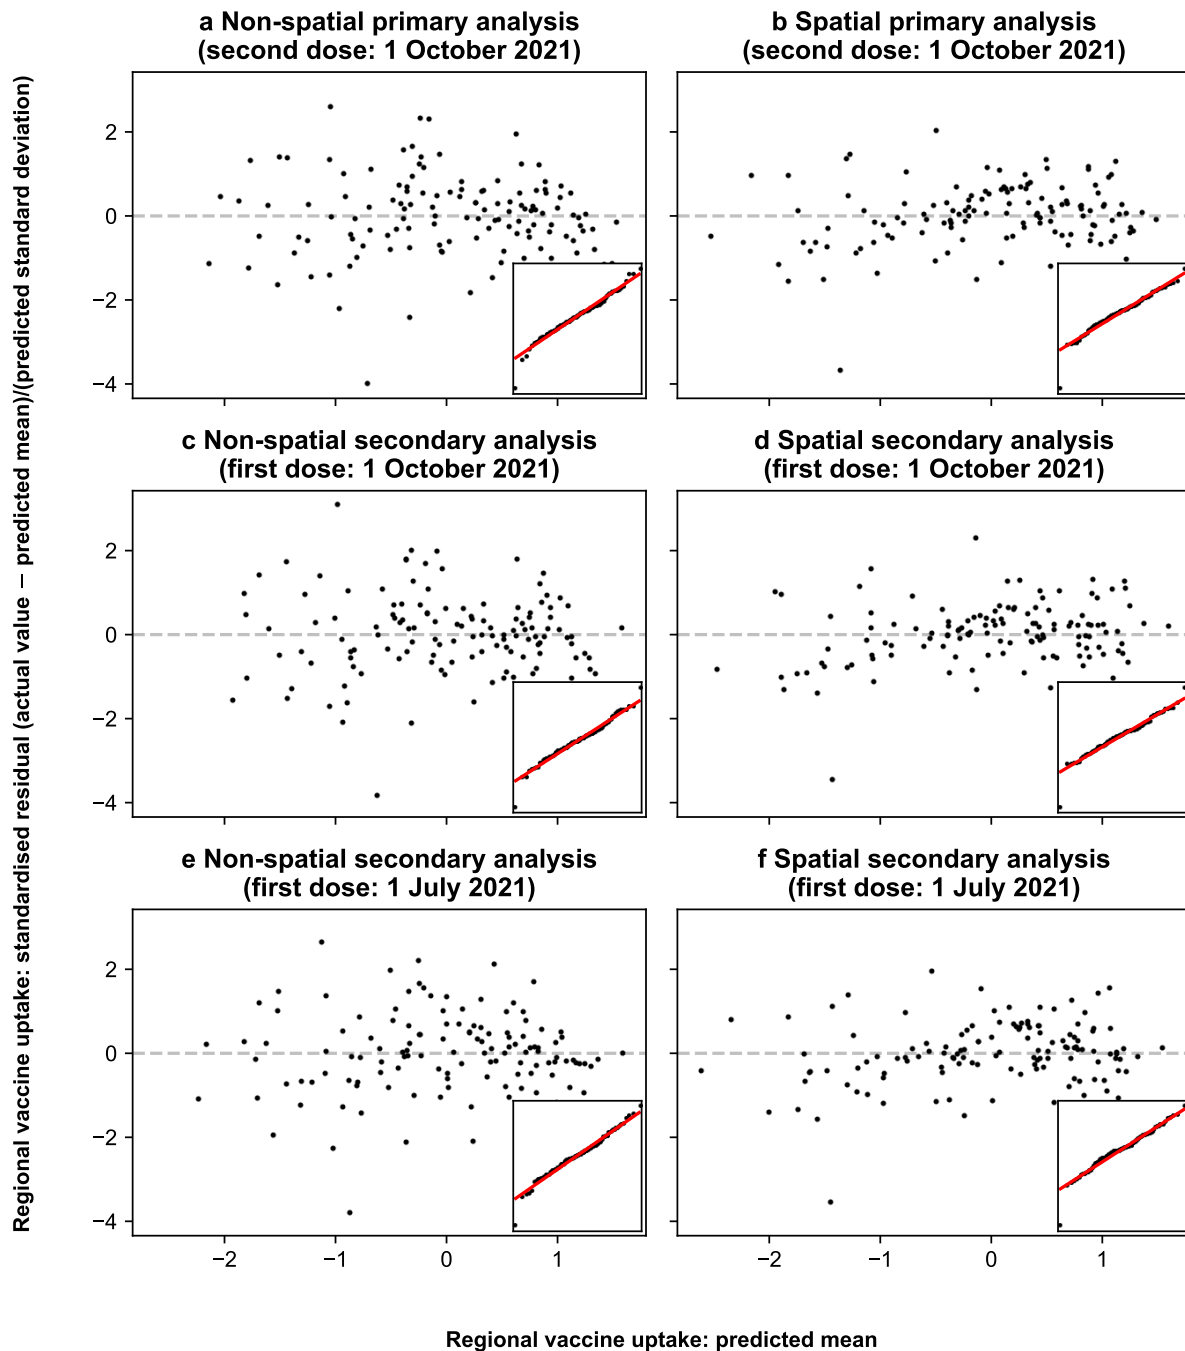 a Non-spatial primary analysis
(second dose: 1 October 2021)
b Spatial primary analysis
(second dose: 1 October 2021)
2
0
−2
−4
c Non-spatial secondary analysis
(first dose: 1 October 2021)
d Spatial secondary analysis
(first dose: 1 October 2021)
2
0
−2
−4
e Non-spatial secondary analysis
(first dose: 1 July 2021)
f Spatial secondary analysis
(first dose: 1 July 2021)
2
0
−2
−4
−2 −1 0 1
−2 −1 0 1
Regional vaccine uptake: standardised residual (actual value − predicted mean)/(predicted standard deviation)
Regional vaccine uptake: predicted mean